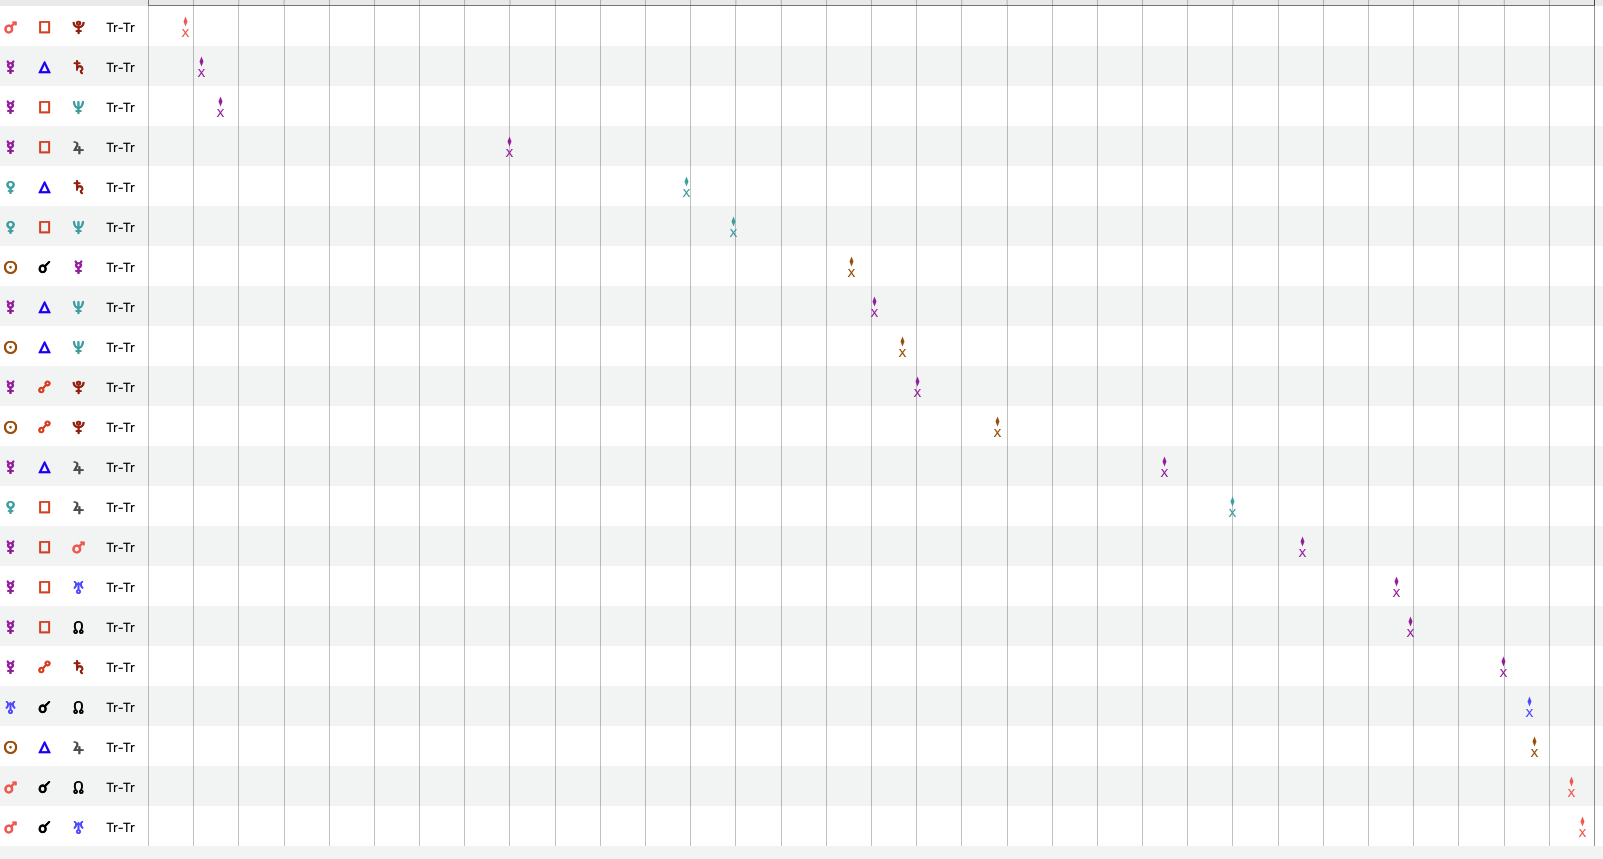 ♂ □ ♆ Tr-Tr
x
☿ △ ♄ Tr-Tr
x
☿ □ ♆ Tr-Tr
x
☿ □ ♃ Tr-Tr
x
♀ △ ♄ Tr-Tr
x
♀ □ ♆ Tr-Tr
x
☉ ☌ ☿ Tr-Tr
x
☿ △ ♆ Tr-Tr
x
☉ △ ♆ Tr-Tr
x
☿ ☍ ⯓ Tr-Tr
x
☉ ☍ ⯓ Tr-Tr
x
☿ △ ♃ Tr-Tr
x
♀ □ ♃ Tr-Tr
x
☿ □ ♂ Tr-Tr
x
☿ □ ♅ Tr-Tr
x
☿ □ ☊ Tr-Tr
x
☿ ☍ ♄ Tr-Tr
x
♅ ☌ ☊ Tr-Tr
x
☉ △ ♃ Tr-Tr
x
♂ ☌ ☊ Tr-Tr
x
♂ ☌ ♅ Tr-Tr
x